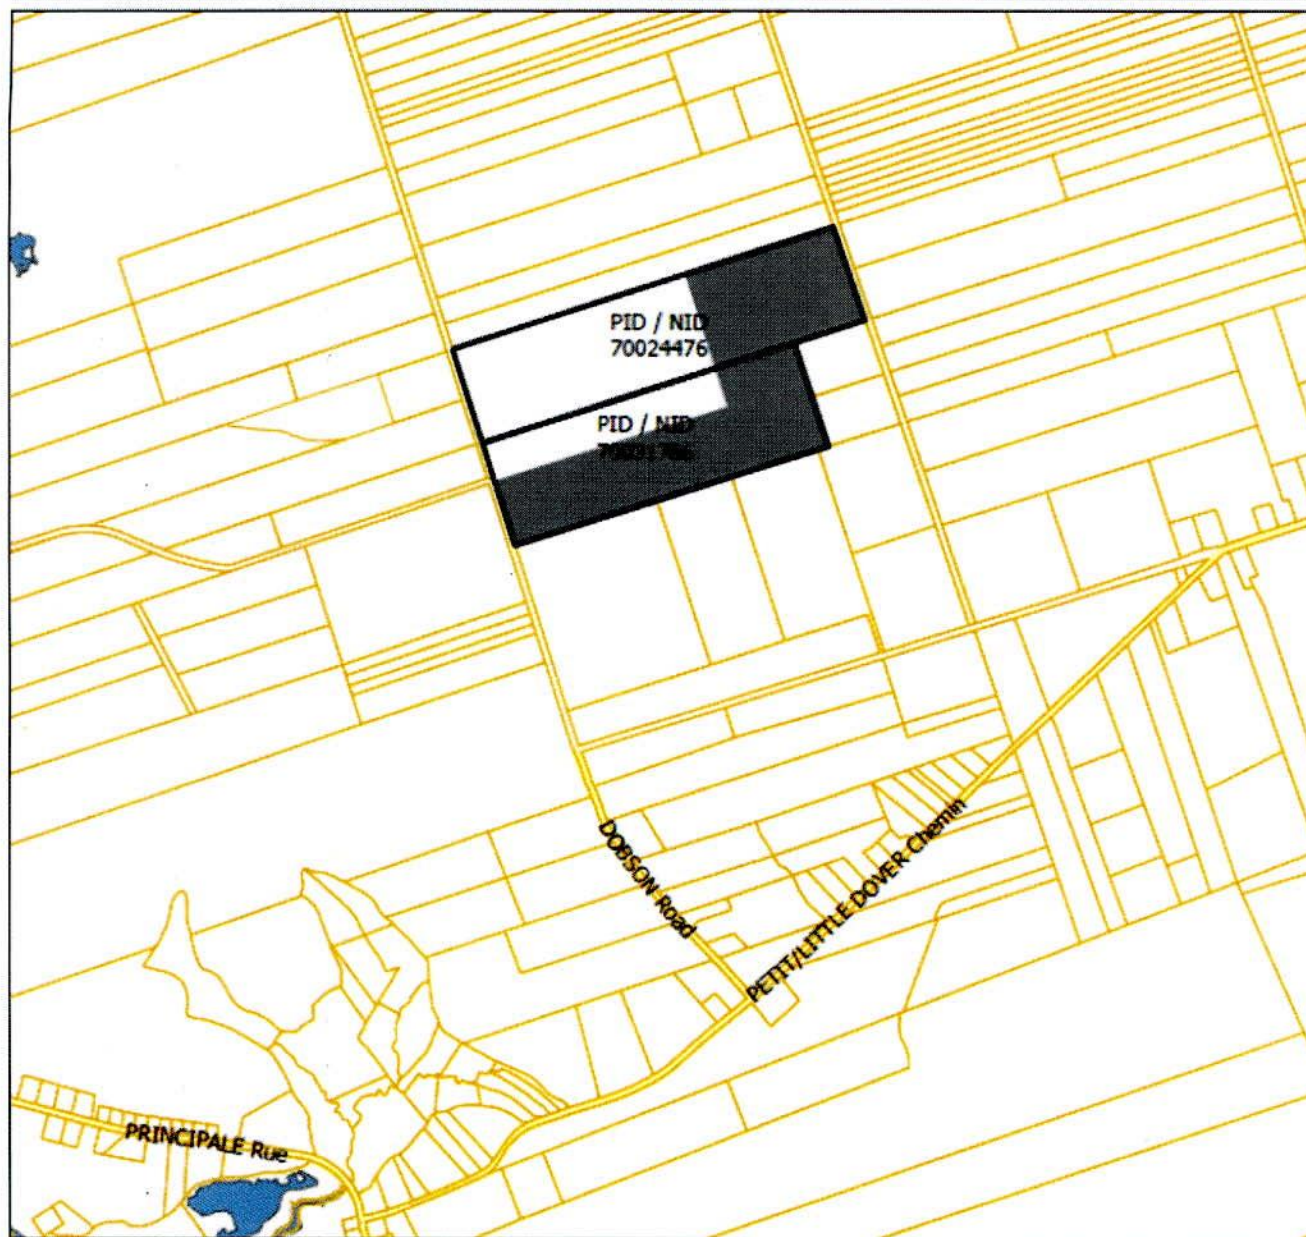 PID / NID
70024476
PID / NID
DOBSON Road
PETIT/LITTLE DOVER Chemin
PRINCIPALE Rue